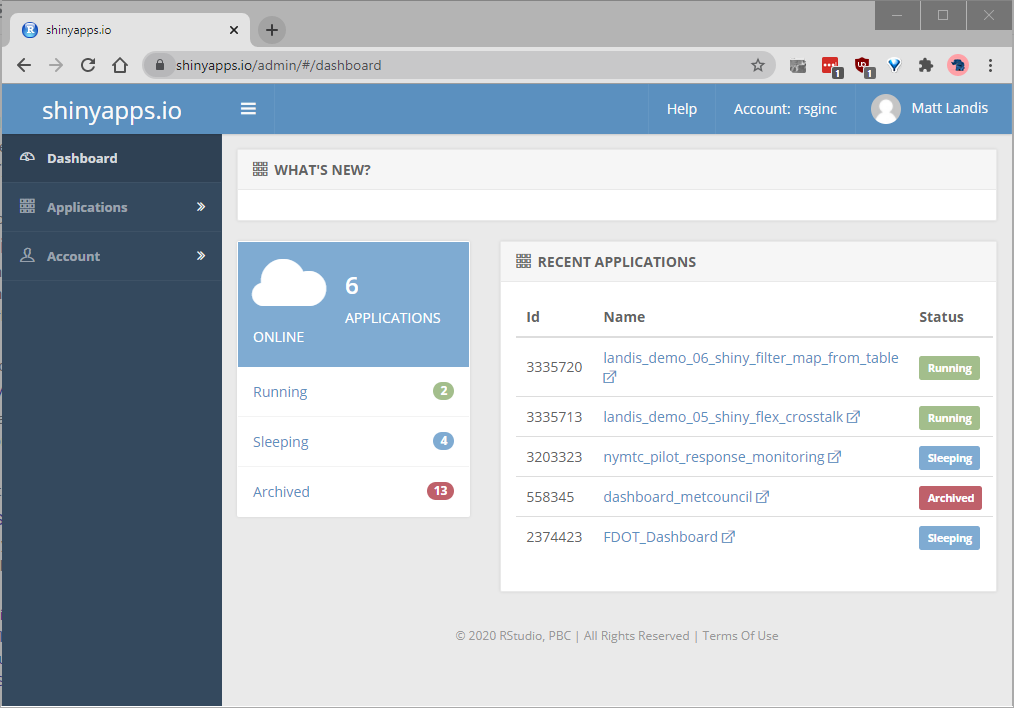 shinyapps.io
shinyapps.io/admin/#/dashboard
1
1
shinyapps.io
Help
Account: rsginc
Matt Landis
Dashboard
Applications
Account
WHAT'S NEW?
6
APPLICATIONS
ONLINE
Running 2
Sleeping 4
Archived 13
RECENT APPLICATIONS
Id Name Status
3335720 landis_demo_06_shiny_filter_map_from_table Running
3335713 landis_demo_05_shiny_flex_crosstalk Running
3203323 nymtc_pilot_response_monitoring Sleeping
558345 dashboard_metcouncil Archived
2374423 FDOT_Dashboard Sleeping
© 2020 RStudio, PBC | All Rights Reserved | Terms Of Use